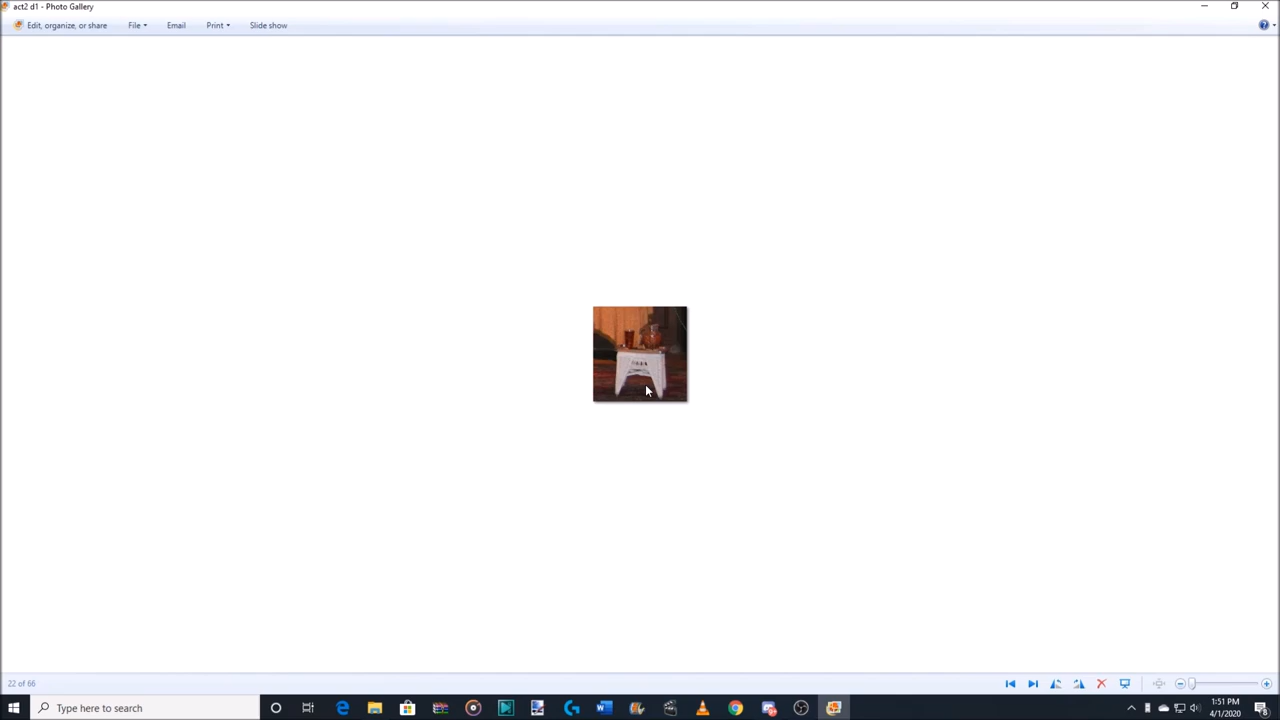 act2 d1 - Photo Gallery
Edit, organize, or share File Email Print Slide show
22 of 66
Type here to search
1:51 PM
4/1/2020